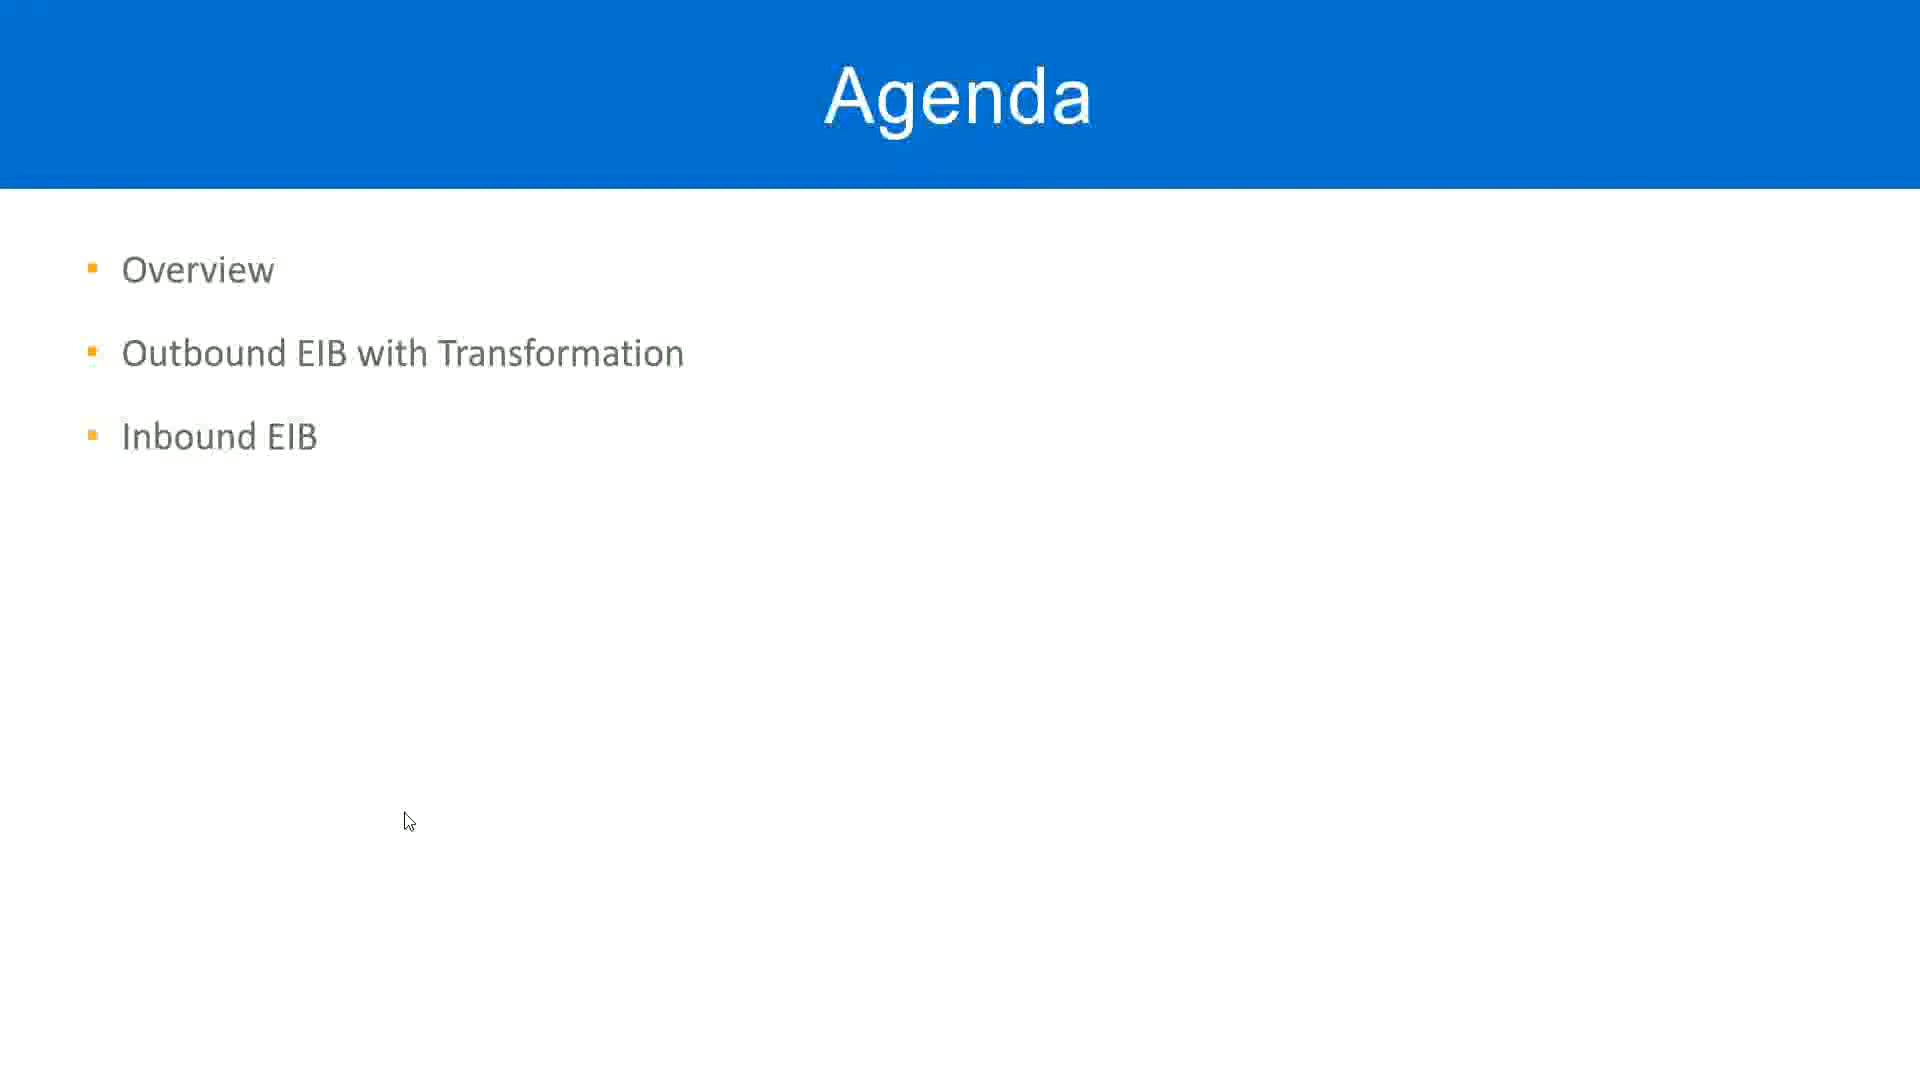 Agenda
▪ Overview
▪ Outbound EIB with Transformation
▪ Inbound EIB